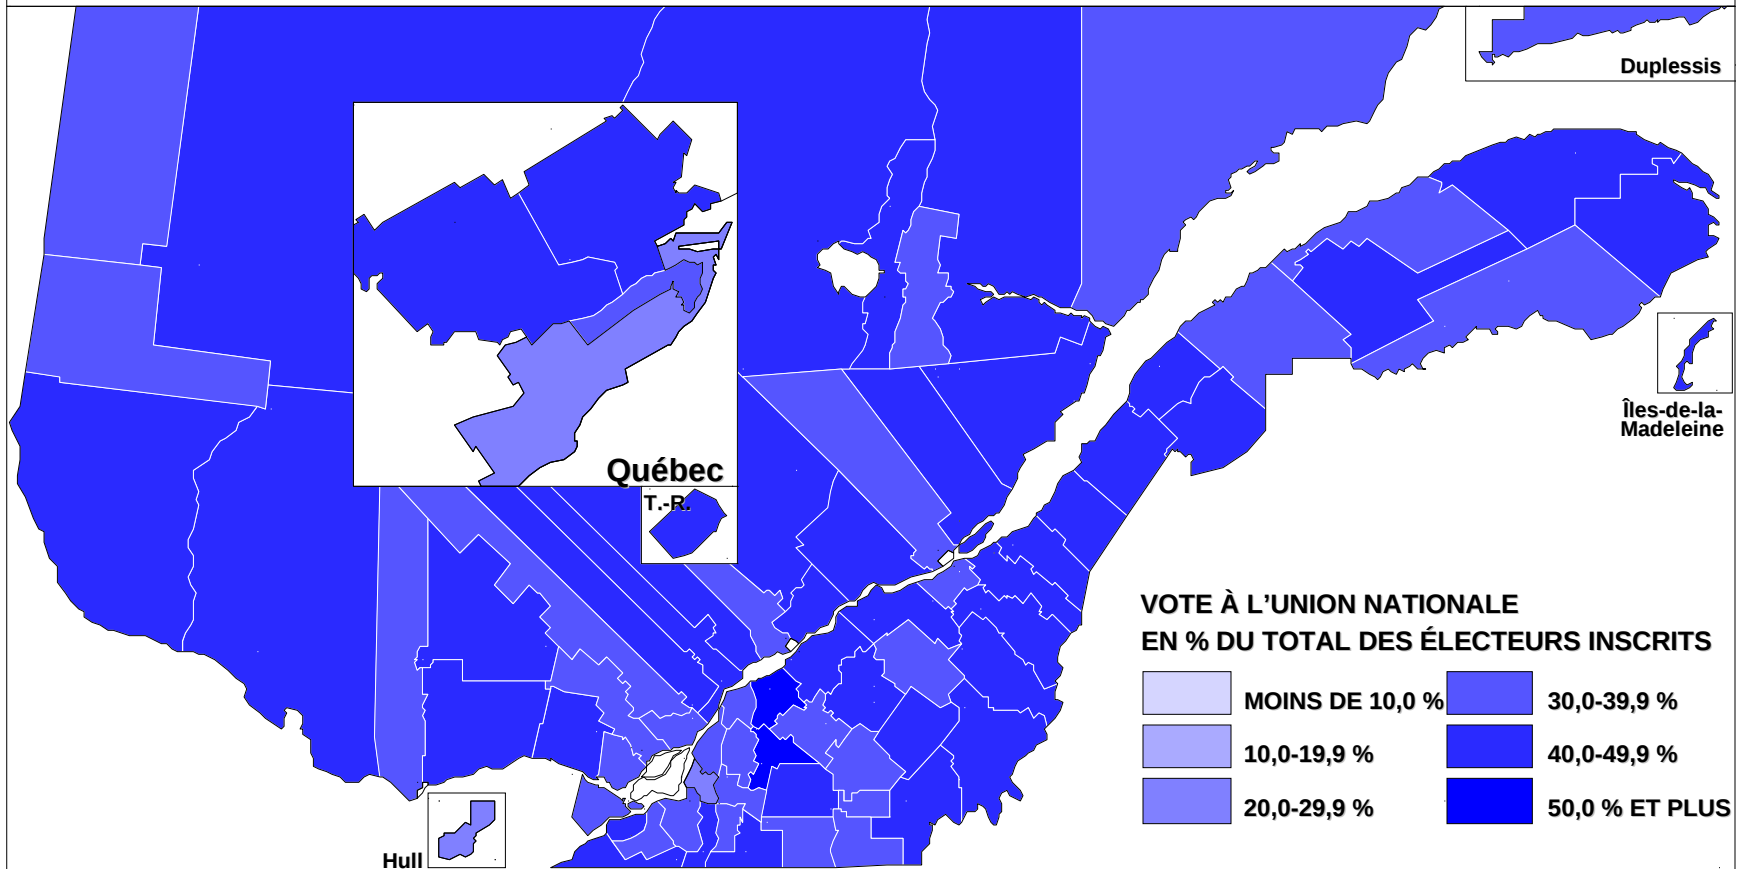 Duplessis
Îles-de-la-
Madeleine
Québec
T.-R.
VOTE À L’UNION NATIONALE
EN % DU TOTAL DES ÉLECTEURS INSCRITS
MOINS DE 10,0 %
30,0-39,9 %
10,0-19,9 %
40,0-49,9 %
20,0-29,9 %
50,0 % ET PLUS
Hull